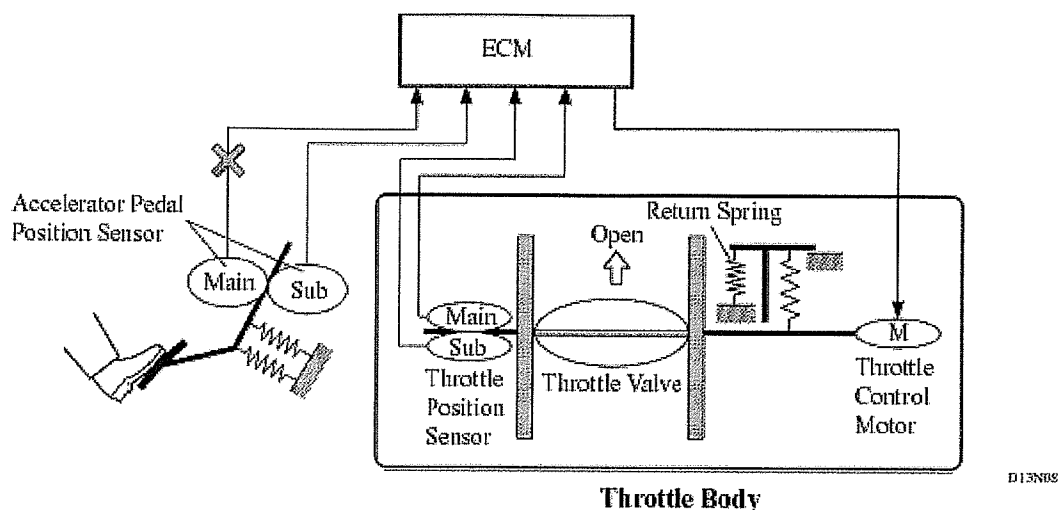 ECM
Accelerator Pedal
Position Sensor
Main
Sub
Return Spring
Open
Main
Sub
Throttle
Position
Sensor
Throttle Valve
M
Throttle
Control
Motor
D13N08
Throttle Body